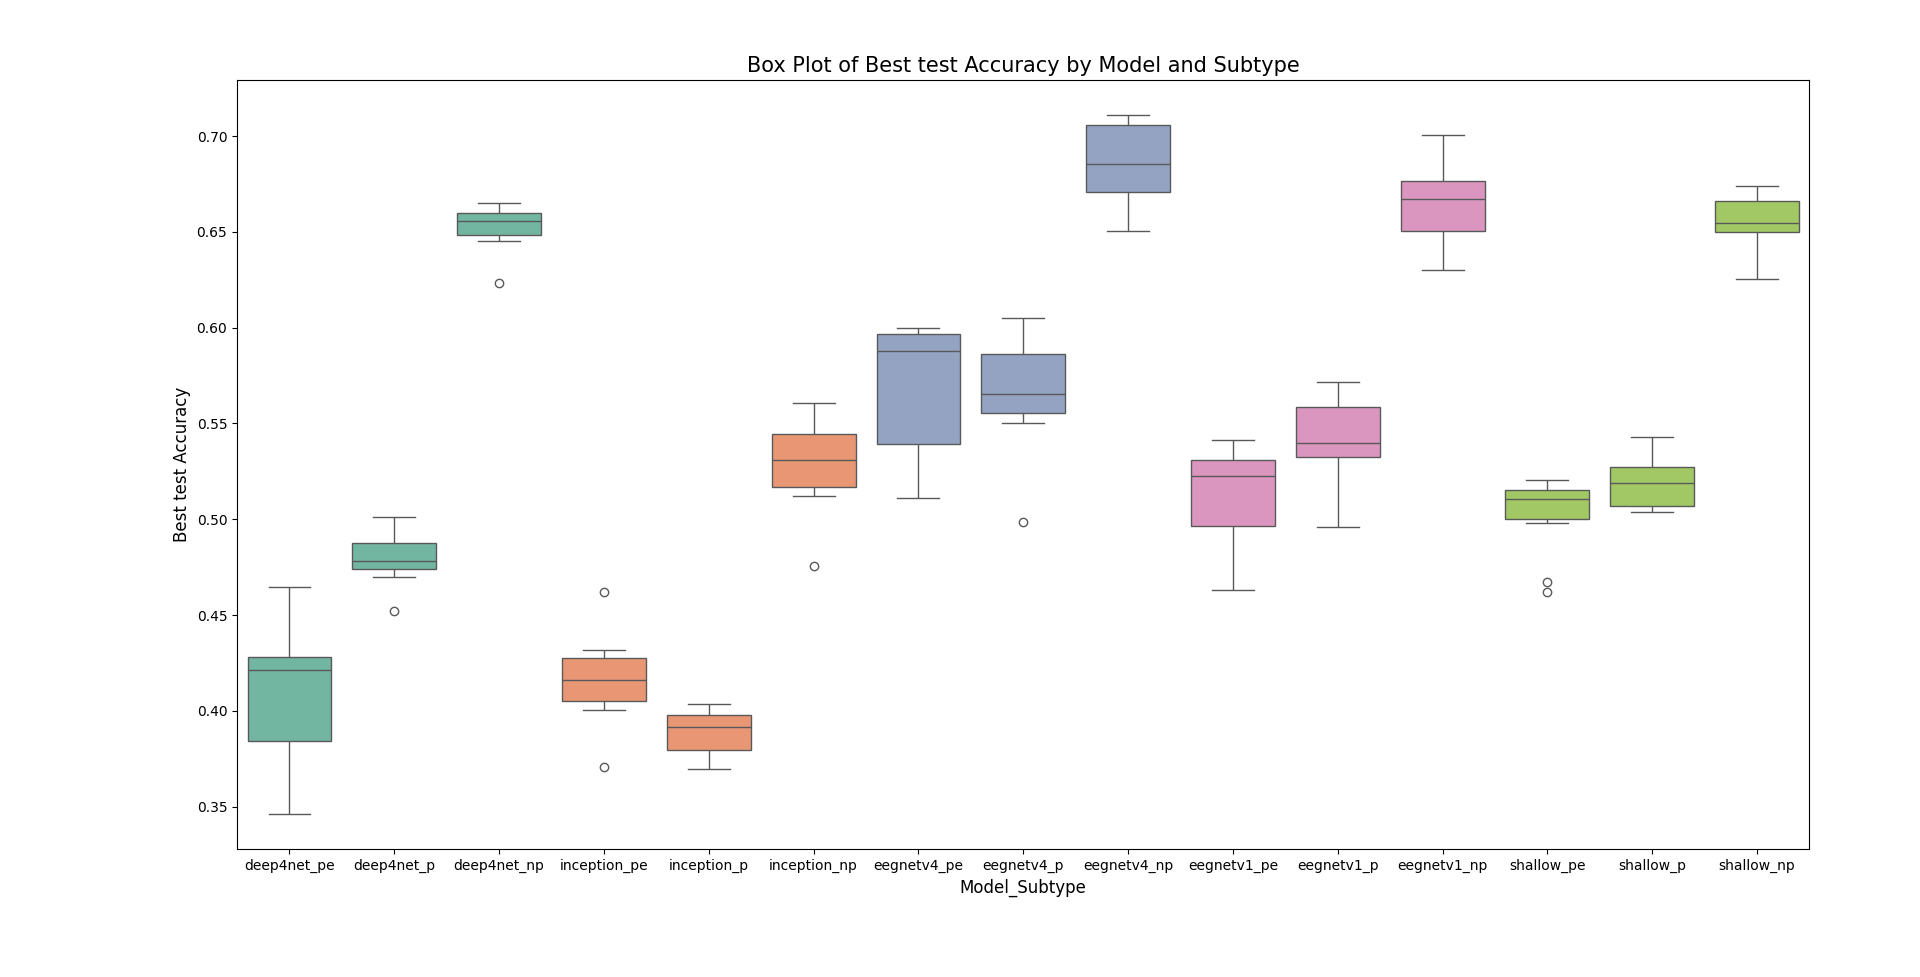 Box Plot of Best test Accuracy by Model and Subtype
Best test Accuracy
0.70
0.65
0.60
0.55
0.50
0.45
0.40
0.35
deep4net_pe deep4net_p deep4net_np inception_pe inception_p inception_np eegnetv4_pe eegnetv4_p eegnetv4_np eegnetv1_pe eegnetv1_p eegnetv1_np shallow_pe shallow_p shallow_np
Model_Subtype